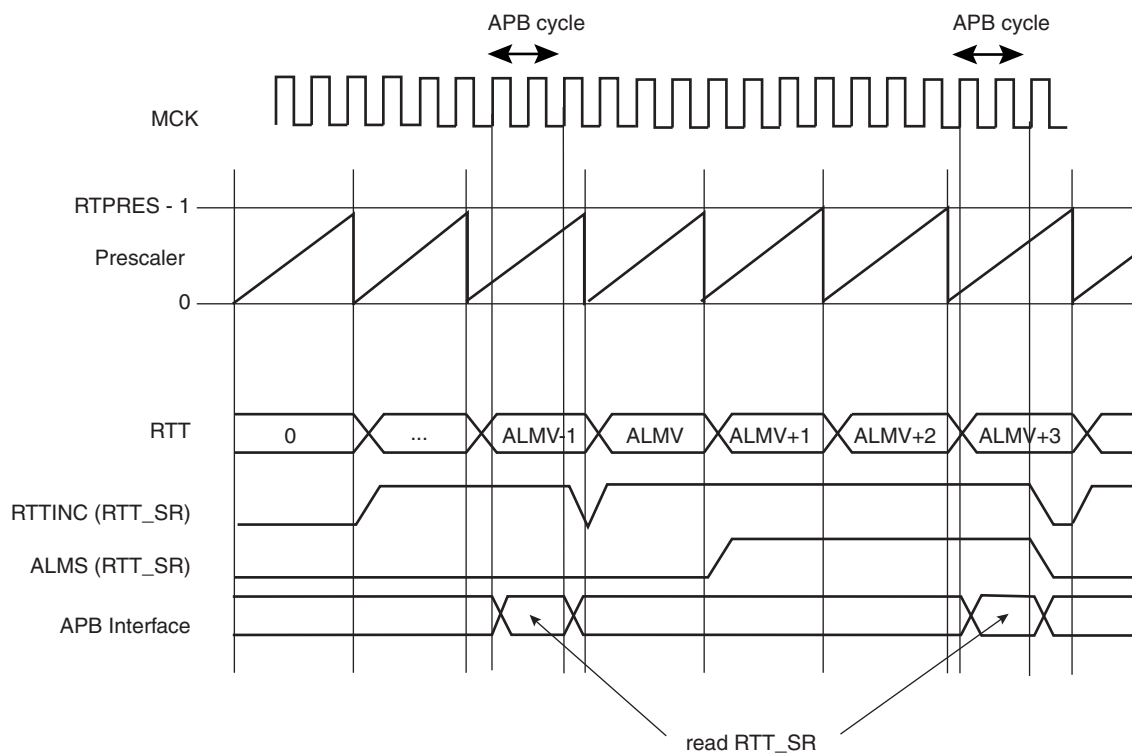 APB cycle
APB cycle
MCK
RTPRES - 1
Prescaler
0
RTT
0
...
ALMV-1
ALMV
ALMV+1
ALMV+2
ALMV+3
RTTINC (RTT_SR)
ALMS (RTT_SR)
APB Interface
read RTT_SR